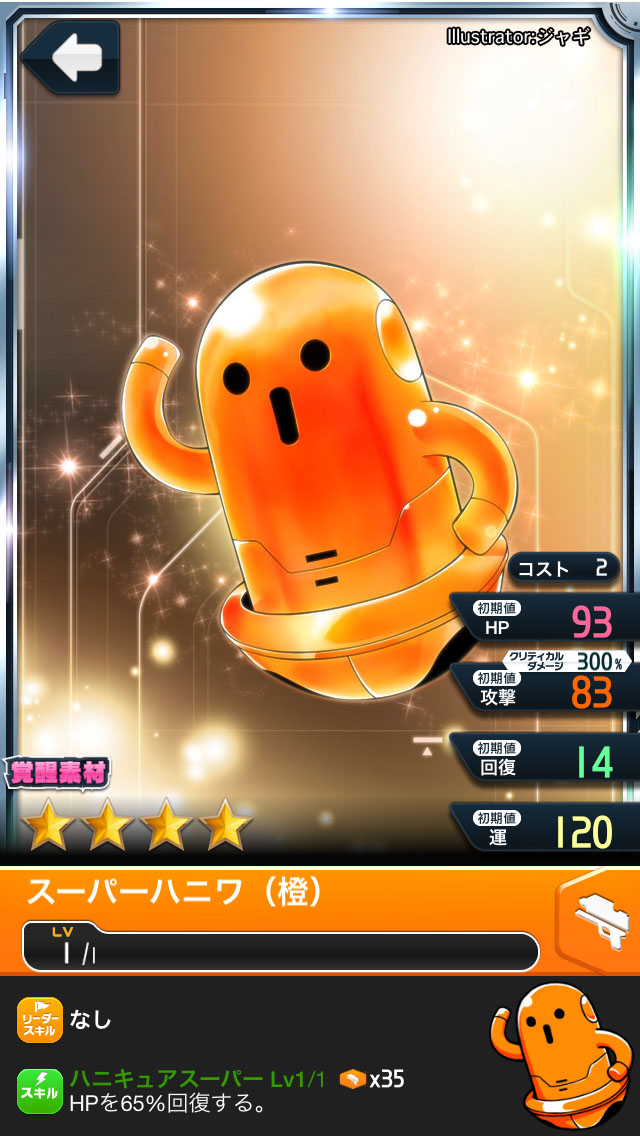 Illustrator:ジャギ
コスト 2
初期値
HP 93
クリティカル
ダメージ 300%
初期値
攻撃 83
初期値
回復 14
初期値
運 120
覚醒素材
スーパーハニワ（橙）
LV
1/1
リーダー
スキル なし
スキル ハニキュアスーパー Lv1/1 x35
HPを65%回復する。